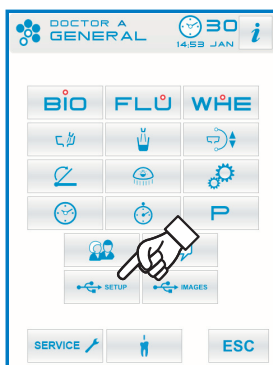 DOCTOR A
GENERAL
30
14:53 JAN
i
BIO FLU WHE
P
SETUP IMAGES
SERVICE ESC